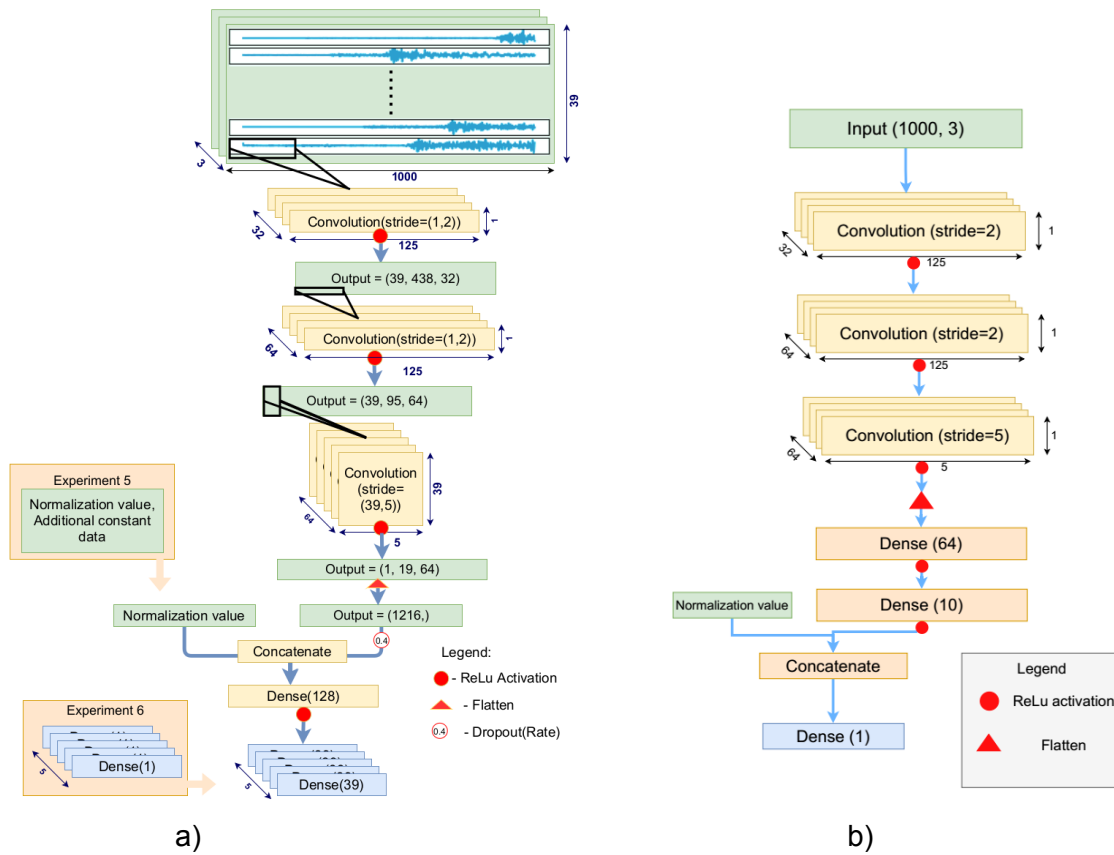 39
3
1000
Convolution(stride=(1,2))
1
32
125
Output = (39, 438, 32)
Convolution(stride=(1,2))
1
64
125
Output = (39, 95, 64)
Convolution
(stride=
(39,5))
39
64
5
Experiment 5
Normalization value,
Additional constant
data
Output = (1, 19, 64)
Normalization value
Output = (1216,)
0.4
Concatenate
Dense(128)
Legend:
- ReLu Activation
- Flatten
0.4 - Dropout(Rate)
Experiment 6
Dense(1)
5
Dense(39)
5
a)
Input (1000, 3)
Convolution (stride=2)
1
32
125
Convolution (stride=2)
1
64
125
Convolution (stride=5)
1
64
5
Dense (64)
Normalization value
Dense (10)
Concatenate
Dense (1)
Legend
ReLu activation
Flatten
b)